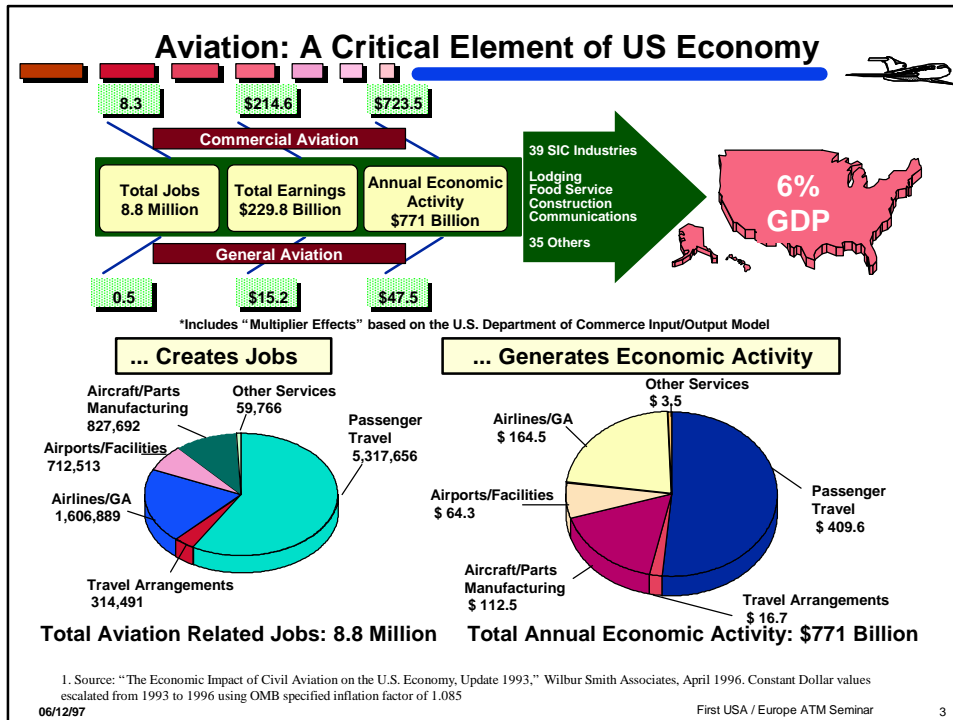 Aviation: A Critical Element of US Economy
8.3
$214.6
$723.5
Commercial Aviation
Total Jobs
8.8 Million
Total Earnings
$229.8 Billion
Annual Economic
Activity
$771 Billion
General Aviation
0.5
$15.2
$47.5
39 SIC Industries
Lodging
Food Service
Construction
Communications
35 Others
6%
GDP
*Includes “Multiplier Effects” based on the U.S. Department of Commerce Input/Output Model
... Creates Jobs
Aircraft/Parts
Manufacturing
827,692
Other Services
59,766
Passenger
Travel
5,317,656
Airports/Facilities
712,513
Airlines/GA
1,606,889
Travel Arrangements
314,491
Total Aviation Related Jobs: 8.8 Million
... Generates Economic Activity
Other Services
$ 3.5
Airlines/GA
$ 164.5
Airports/Facilities
$ 64.3
Passenger
Travel
$ 409.6
Aircraft/Parts
Manufacturing
$ 112.5
Travel Arrangements
$ 16.7
Total Annual Economic Activity: $771 Billion
1. Source: “The Economic Impact of Civil Aviation on the U.S. Economy, Update 1993,” Wilbur Smith Associates, April 1996. Constant Dollar values
escalated from 1993 to 1996 using OMB specified inflation factor of 1.085
06/12/97
First USA / Europe ATM Seminar
3